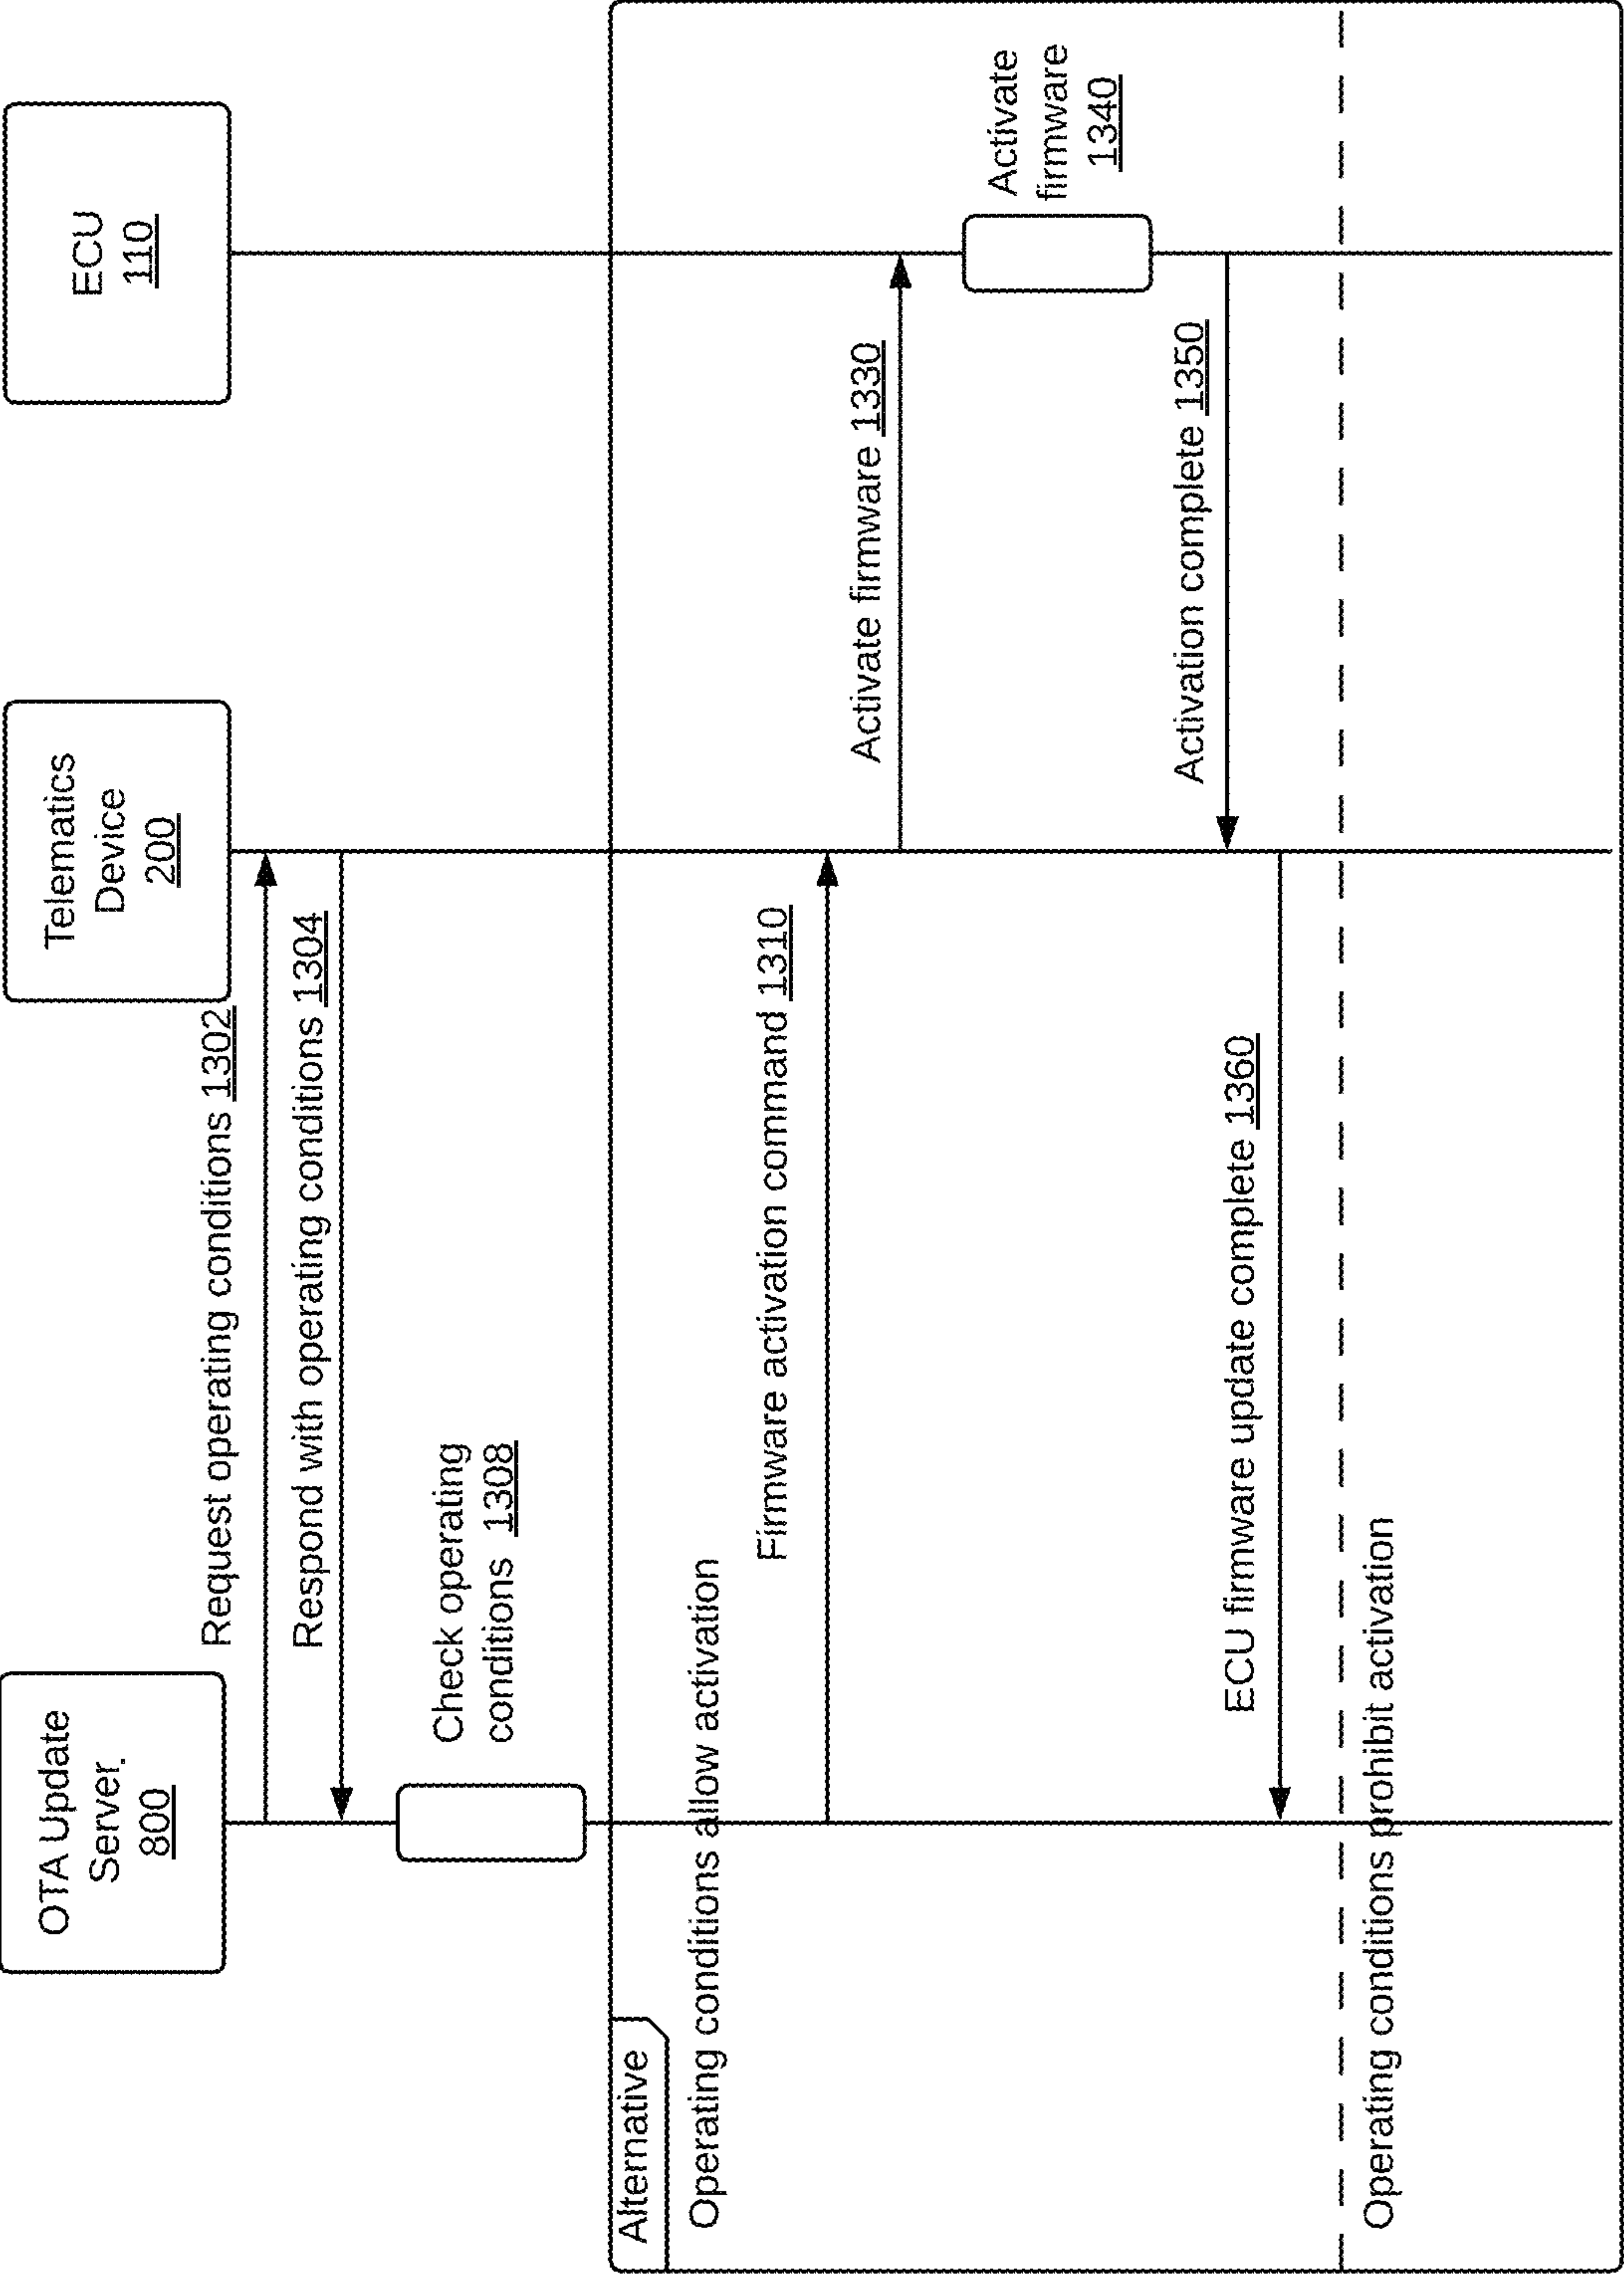 OTA Update
Server
800
Telematics
Device
200
ECU
110
Request operating conditions 1302
Respond with operating conditions 1304
Check operating
conditions 1308
Alternative
Operating conditions allow activation
Firmware activation command 1310
Activate firmware 1330
Activate
firmware
1340
Activation complete 1350
ECU firmware update complete 1360
Operating conditions prohibit activation